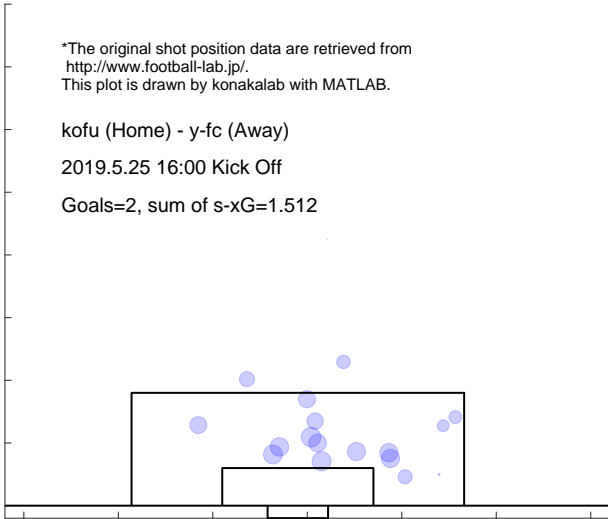 *The original shot position data are retrieved from
http://www.football-lab.jp/.
This plot is drawn by konakalab with MATLAB.
kofu (Home) - y-fc (Away)
2019.5.25 16:00 Kick Off
Goals=2, sum of s-xG=1.512